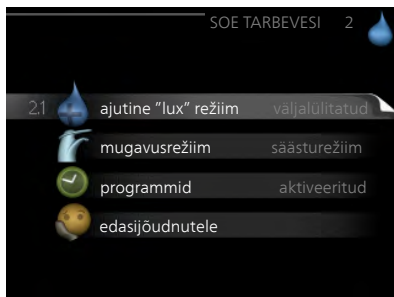 SOE TARBEVESI 2
2.1 ajutine "lux" režiim väljalülitatud
mugavusrežiim säästurežiim
programmid aktiveeritud
edasijõudnutele